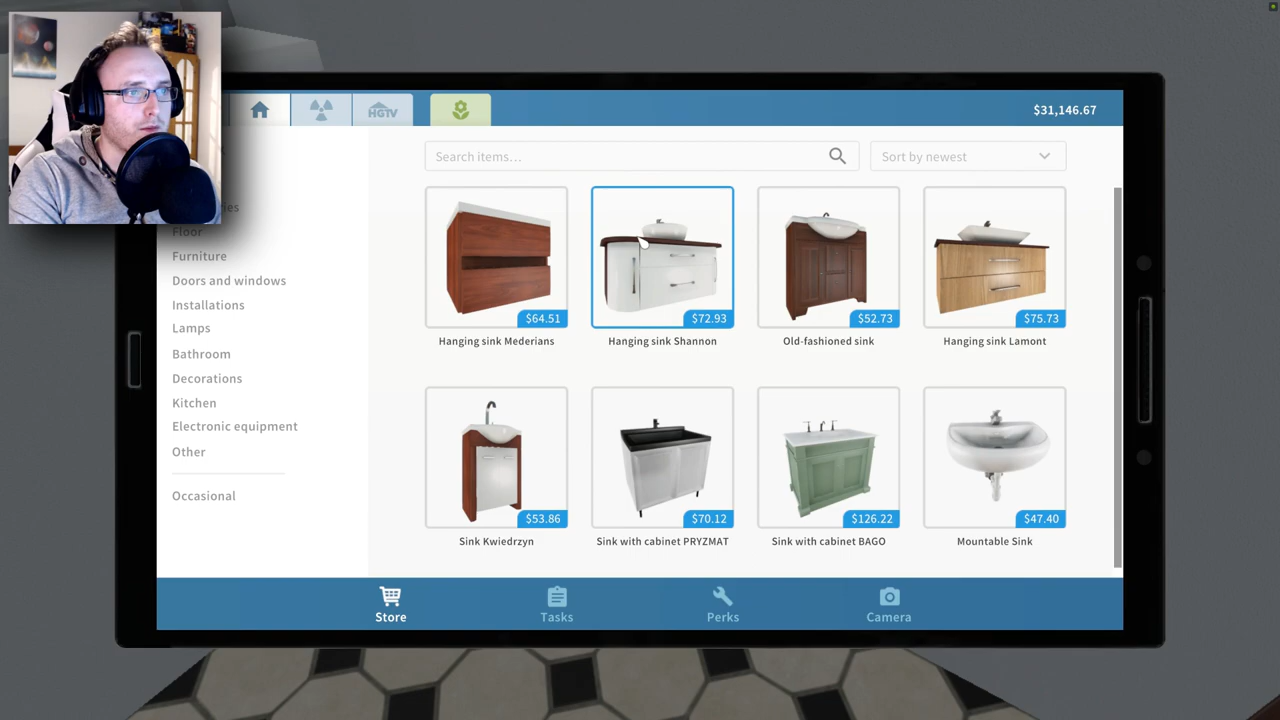 HGTV
$31,146.67
Search items...
Sort by newest
Floor
Furniture
Doors and windows
Installations
Lamps
Bathroom
Decorations
Kitchen
Electronic equipment
Other
Occasional
$64.51
$72.93
$52.73
$75.73
Hanging sink Mederians
Hanging sink Shannon
Old-fashioned sink
Hanging sink Lamont
$53.86
$70.12
$126.22
$47.40
Sink Kwiedrzyn
Sink with cabinet PRYZMAT
Sink with cabinet BAGO
Mountable Sink
Store
Tasks
Perks
Camera